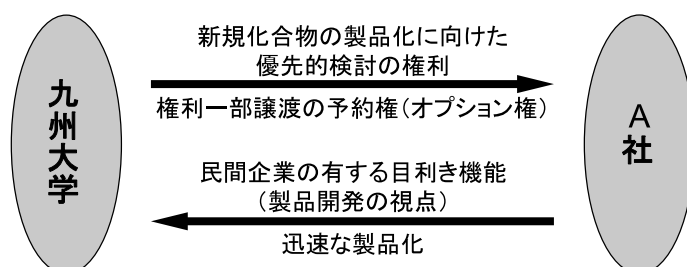 九州大学
新規化合物の製品化に向けた
優先的検討の権利
権利一部譲渡の予約権(オプション権)
民間企業の有する目利き機能
(製品開発の視点)
迅速な製品化
A
社